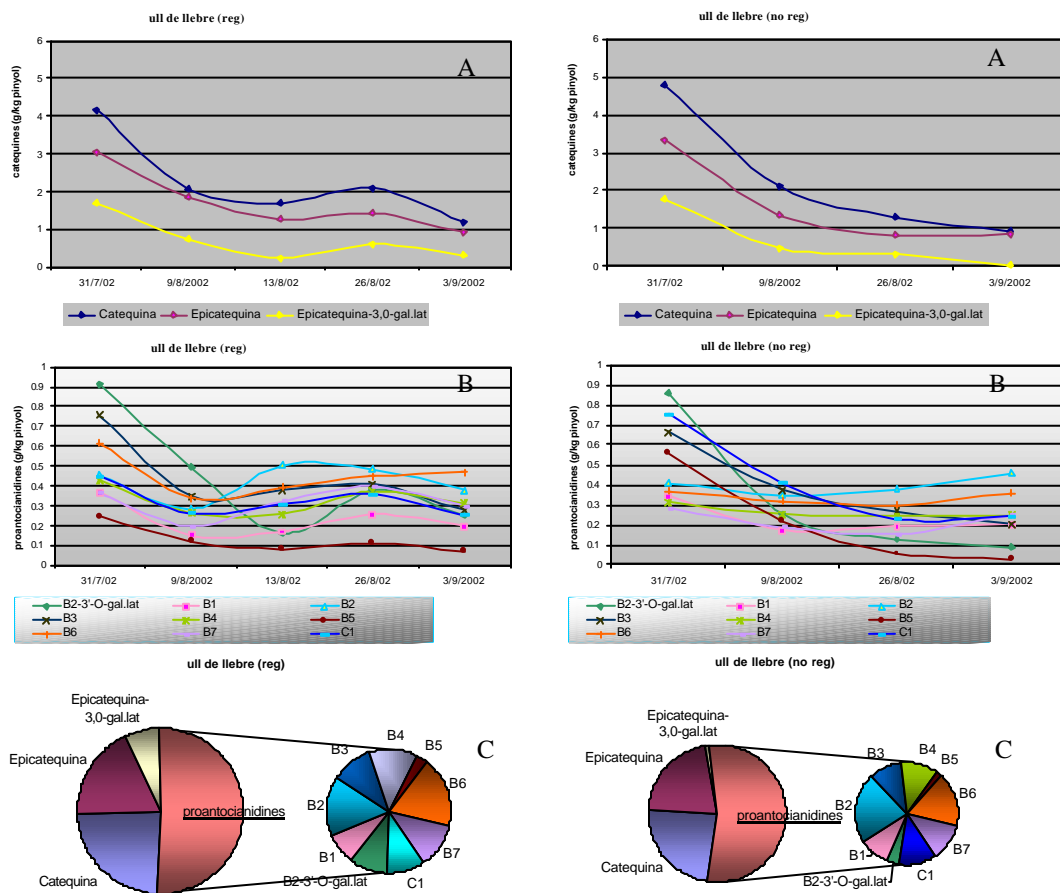 ull de llebre (reg)
A
catequines (g/kg pinyol)
6
5
4
3
2
1
0
31/7/02 9/8/2002 13/8/02 26/8/02 3/9/2002
Catequina Epicatequina Epicatequina-3,0-gal.lat
ull de llebre (no reg)
A
catequines (g/kg pinyol)
6
5
4
3
2
1
0
31/7/02 9/8/2002 26/8/02 3/9/2002
Catequina Epicatequina Epicatequina-3,0-gal.lat
ull de llebre (reg)
B
proantocianidines (g/kg pinyol)
1
0.9
0.8
0.7
0.6
0.5
0.4
0.3
0.2
0.1
0
31/7/02 9/8/2002 13/8/02 26/8/02 3/9/2002
B2-3'-O-gal.lat B1 B2
B3 B4 B5
B6 B7 C1
ull de llebre (no reg)
B
proantocianidines (g/kg pinyol)
1
0.9
0.8
0.7
0.6
0.5
0.4
0.3
0.2
0.1
0
31/7/02 9/8/2002 26/8/02 3/9/2002
B2-3'-O-gal.lat B1 B2
B3 B4 B5
B6 B7 C1
ull de llebre (reg)
C
Epicatequina-
3,0-gal.lat
Epicatequina
Catequina
proantocianidines
B4
B5
B3
B6
B2
B1
B7
B2-3'-O-gal.lat
C1
ull de llebre (no reg)
C
Epicatequina-
3,0-gal.lat
Epicatequina
Catequina
proantocianidines
B4
B5
B3
B6
B2
B1
B7
B2-3'-O-gal.lat
C1